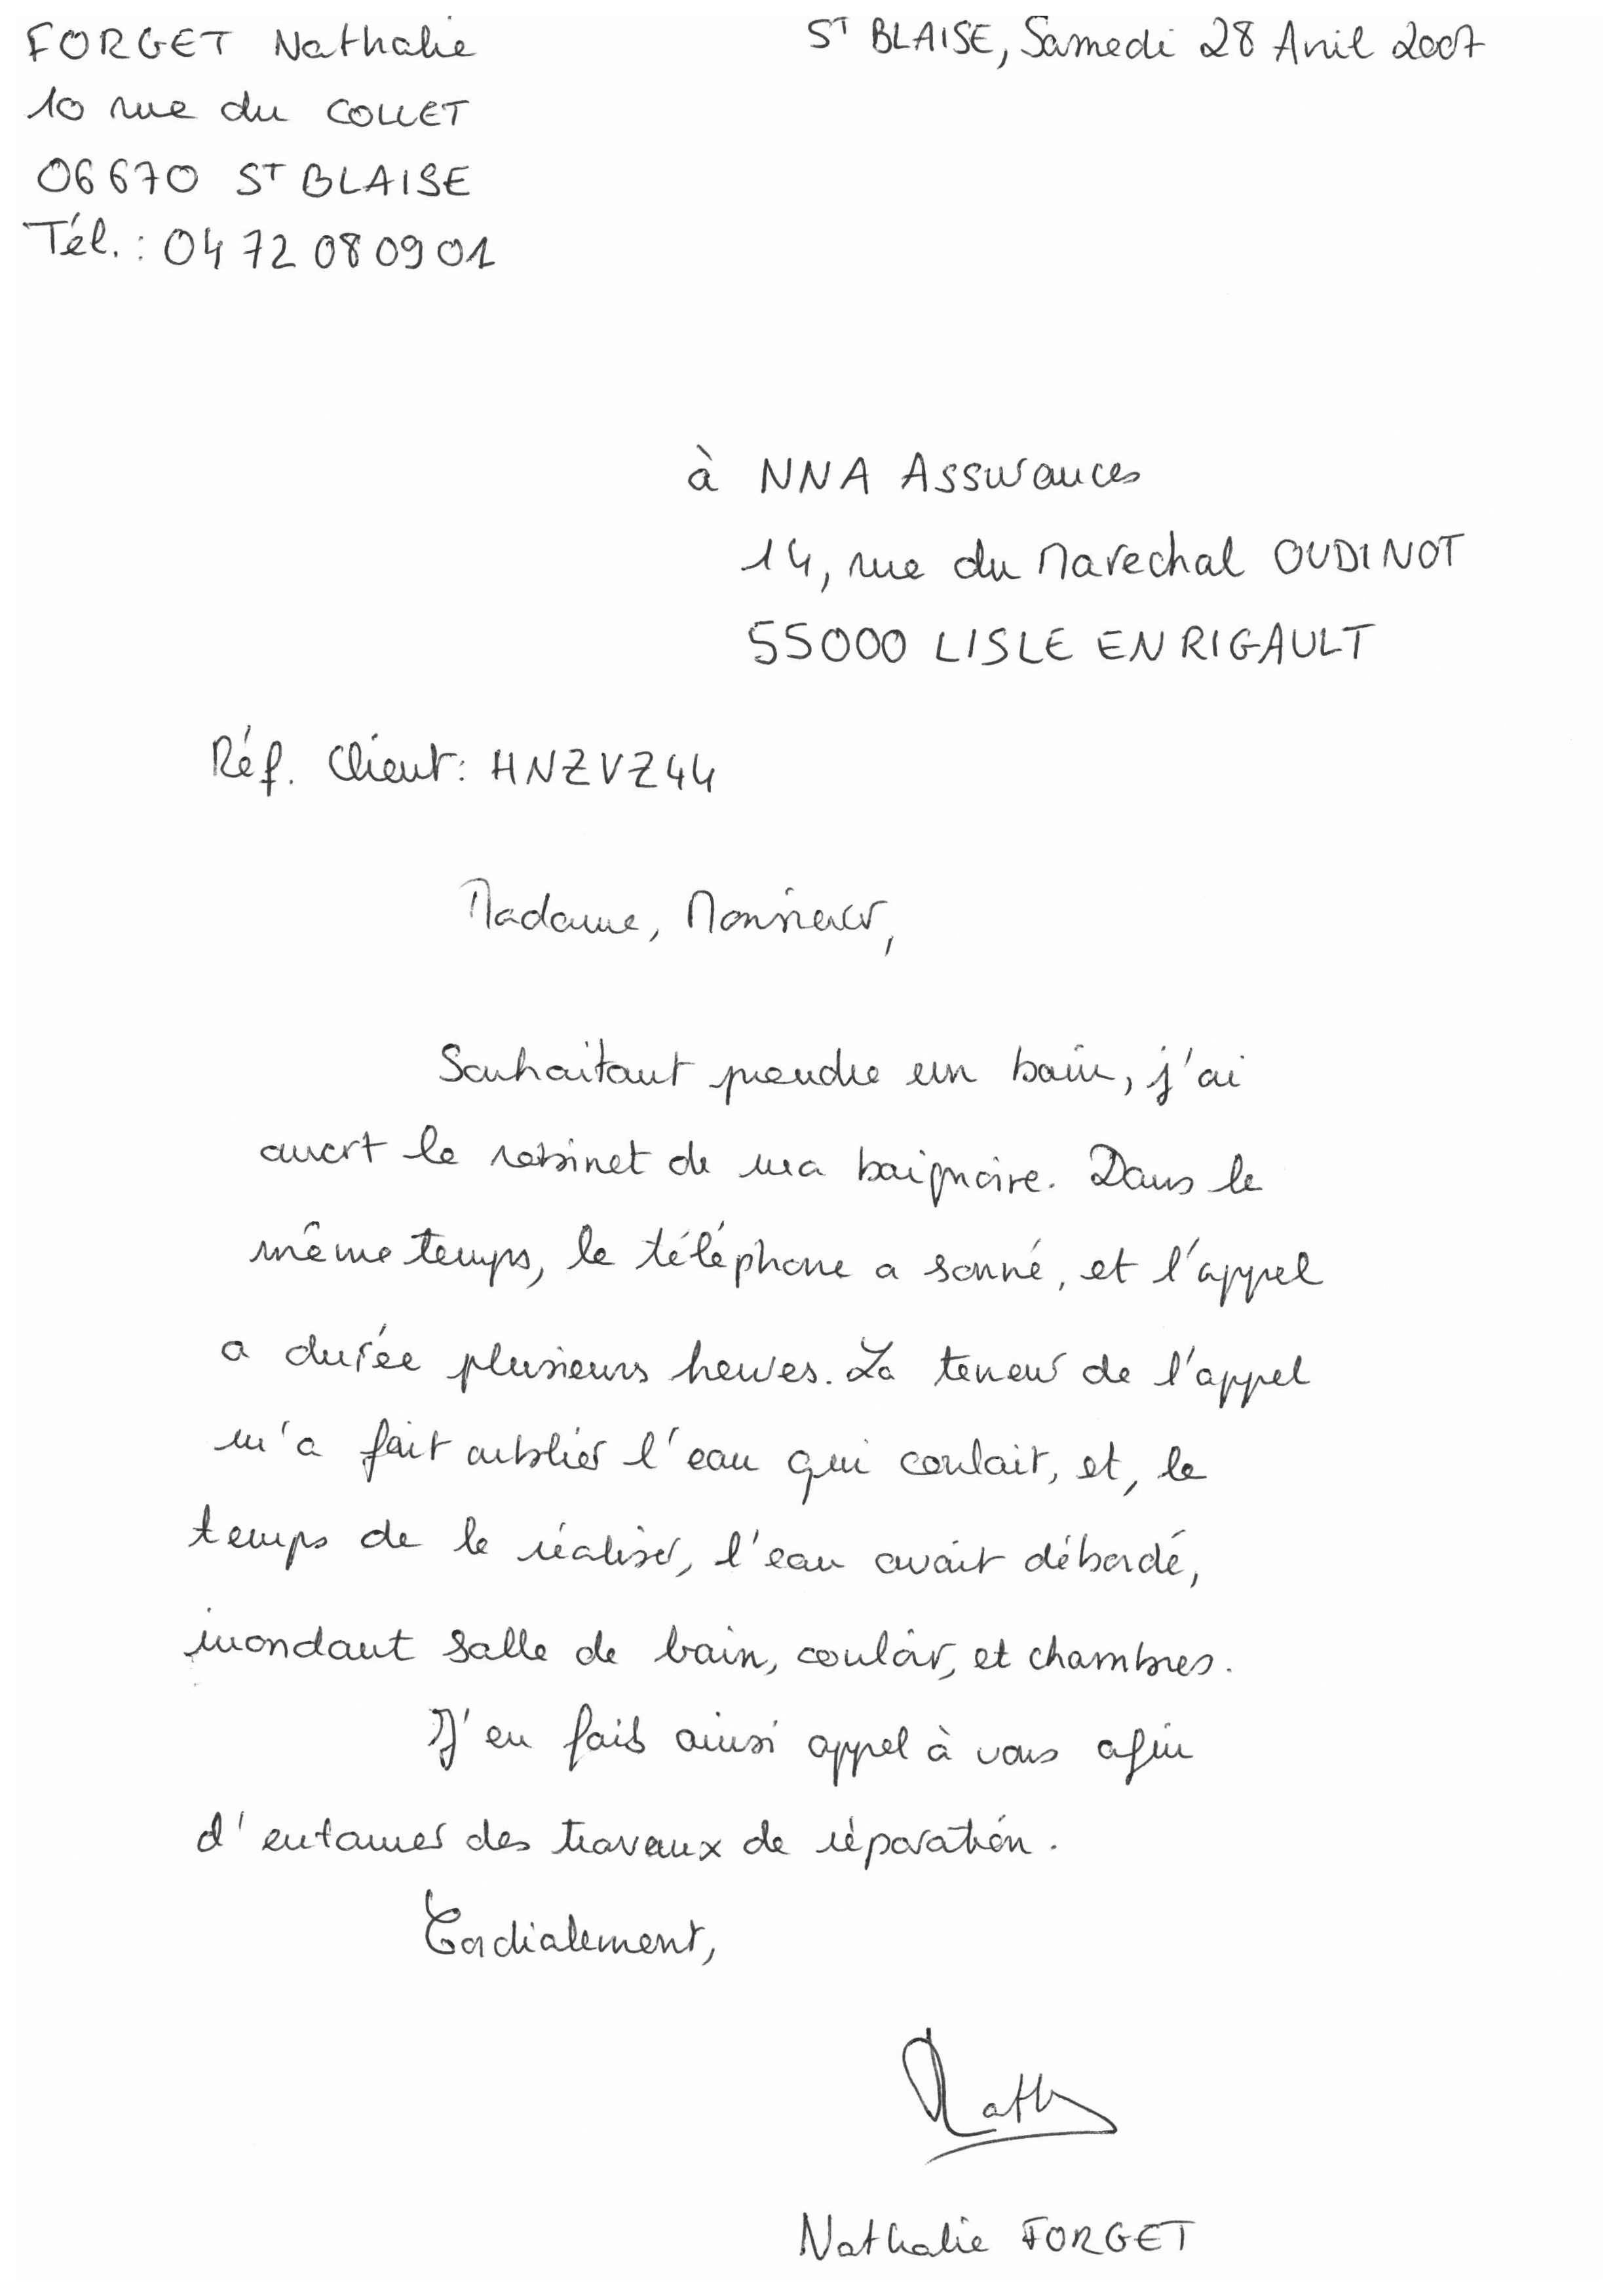 FORGET Nathalie
ST BLAISE, Samedi 28 Avril 2007
10 rue du COLLET
06670 ST BLAISE
Tél. : 04 72 08 09 01
à NNA Assurances
14, rue du Marechal OUDINOT
55000 LISLE EN RIGAULT
Réf. Client : HNZVZ44
Madame, Monsieur,
Souhaitant prendre un bain, j'ai
ouvert le robinet de ma baignoire. Dans le
même temps, le téléphone a sonné, et l'appel
a durée plusieurs heures. La teneur de l'appel
m'a fait oublier l'eau qui coulait, et, le
temps de le réaliser, l'eau avait débordé,
inondant salle de bain, couloir, et chambres.
J'en fais ainsi appel à vous afin
d'entamer des travaux de réparation.
Cordialement,
Nath
Nathalie FORGET